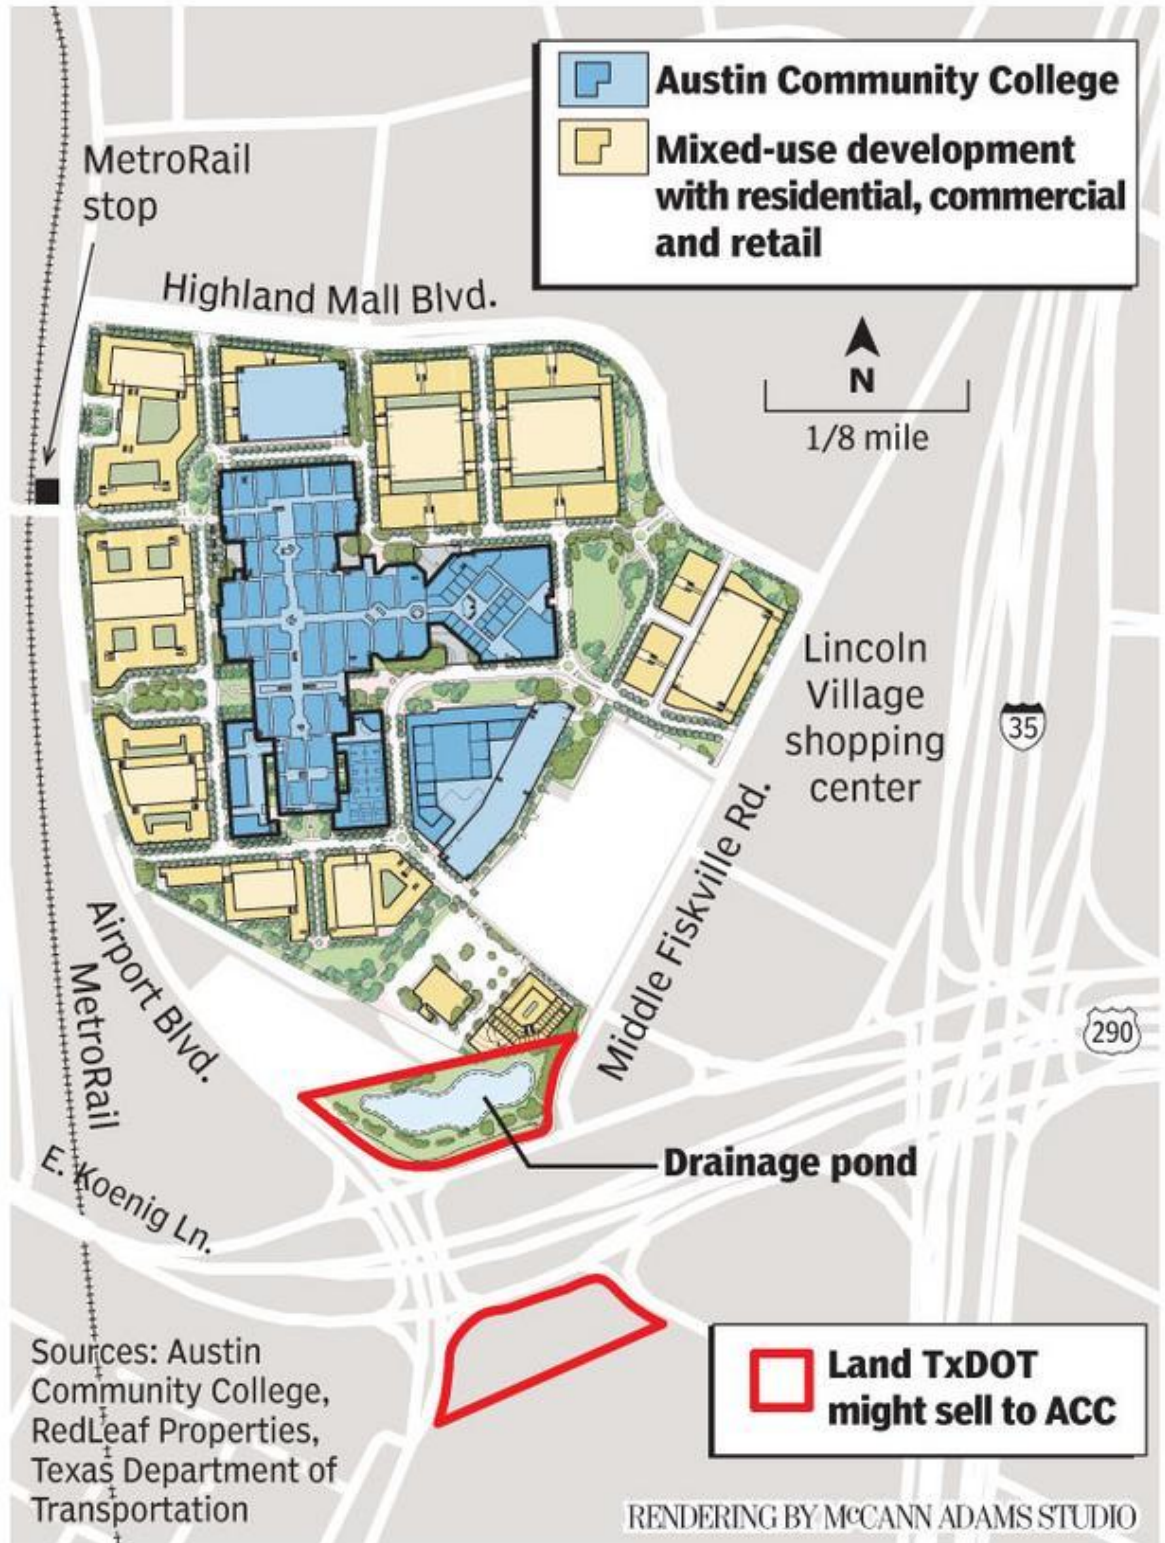 Austin Community College
Mixed-use development
with residential, commercial
and retail
MetroRail
stop
Highland Mall Blvd.
N
1/8 mile
Lincoln
Village
shopping
center
35
Middle Fiskville Rd.
290
Airport Blvd.
MetroRail
E. Koenig Ln.
Drainage pond
Land TxDOT
might sell to ACC
Sources: Austin
Community College,
RedLeaf Properties,
Texas Department of
Transportation
RENDERING BY McCANN ADAMS STUDIO